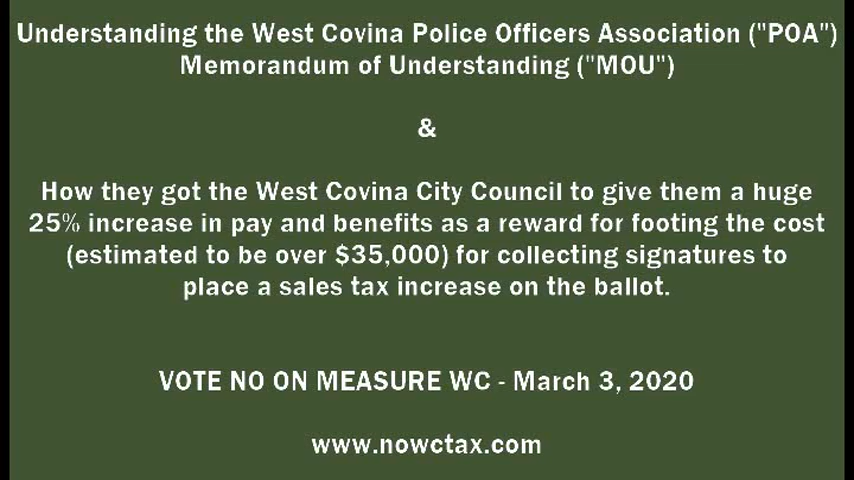 Understanding the West Covina Police Officers Association ("POA")
Memorandum of Understanding ("MOU")
&
How they got the West Covina City Council to give them a huge
25% increase in pay and benefits as a reward for footing the cost
(estimated to be over $35,000) for collecting signatures to
place a sales tax increase on the ballot.
VOTE NO ON MEASURE WC - March 3, 2020
www.nowctax.com